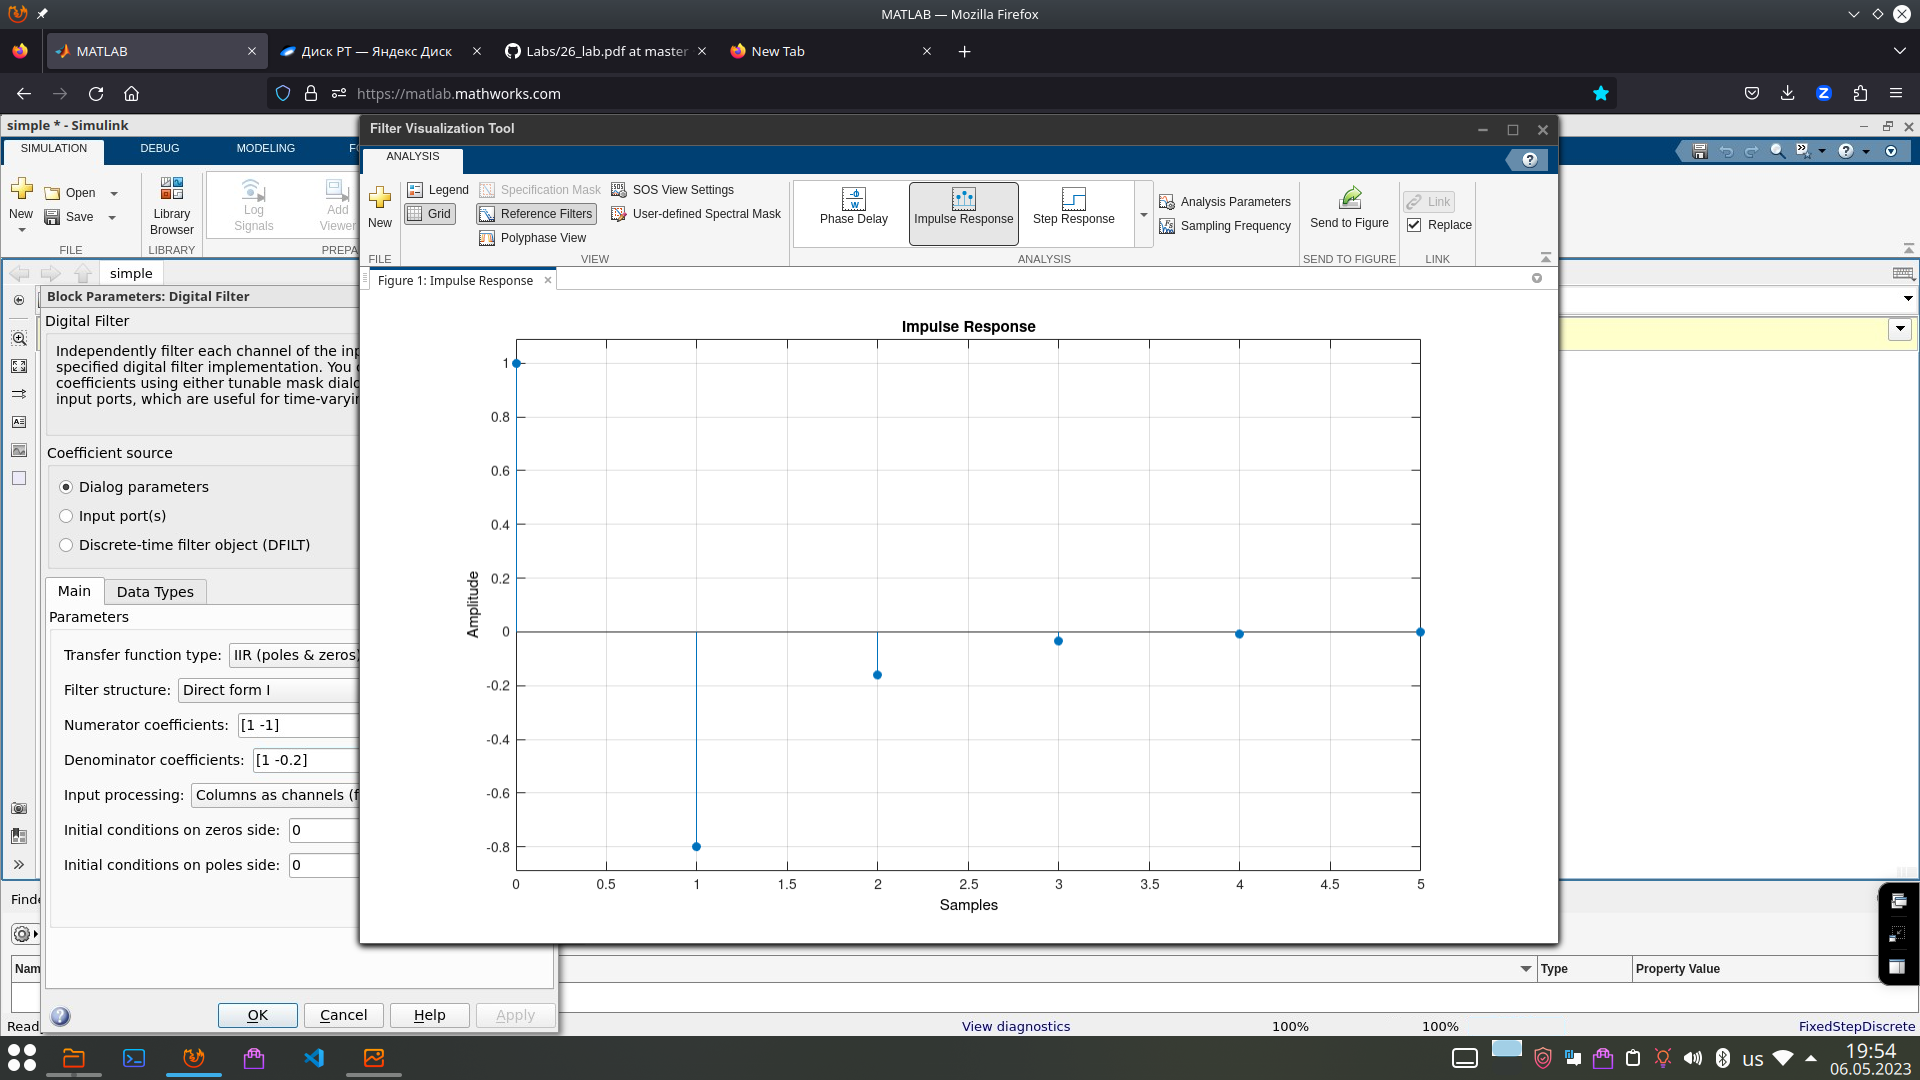 MATLAB — Mozilla Firefox
MATLAB
Диск РТ — Яндекс Диск
Labs/26_lab.pdf at master
New Tab
https://matlab.mathworks.com
simple * - Simulink
SIMULATION
DEBUG
MODELING
New
Open
Save
FILE
Library
Browser
LIBRARY
Log
Signals
Add
Viewer
PREPA
simple
Block Parameters: Digital Filter
Digital Filter
Independently filter each channel of the inp
specified digital filter implementation. You
coefficients using either tunable mask dialo
input ports, which are useful for time-varyin
Coefficient source
Dialog parameters
Input port(s)
Discrete-time filter object (DFILT)
Main
Data Types
Parameters
Transfer function type: IIR (poles & zeros)
Filter structure: Direct form I
Numerator coefficients: [1 -1]
Denominator coefficients: [1 -0.2]
Input processing: Columns as channels (f
Initial conditions on zeros side: 0
Initial conditions on poles side: 0
OK
Cancel
Help
Apply
Filter Visualization Tool
ANALYSIS
New
FILE
Legend
Grid
Specification Mask
Reference Filters
Polyphase View
SOS View Settings
User-defined Spectral Mask
VIEW
Phase Delay
Impulse Response
Step Response
Analysis Parameters
Sampling Frequency
ANALYSIS
Send to Figure
SEND TO FIGURE
Link
Replace
LINK
Figure 1: Impulse Response
Impulse Response
1
0.8
0.6
0.4
0.2
0
-0.2
-0.4
-0.6
-0.8
Amplitude
0 0.5 1 1.5 2 2.5 3 3.5 4 4.5 5
Samples
Finde
Nam
Type
Property Value
Read
View diagnostics
100%
100%
FixedStepDiscrete
us
19:54
06.05.2023